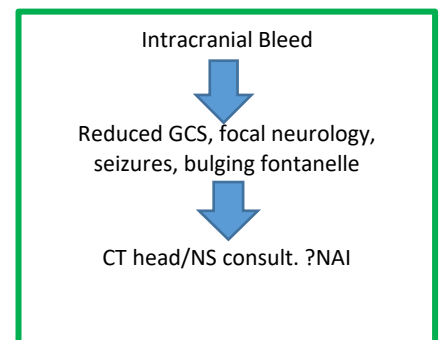 Intracranial Bleed
Reduced GCS, focal neurology,
seizures, bulging fontanelle
CT head/NS consult. ?NAI